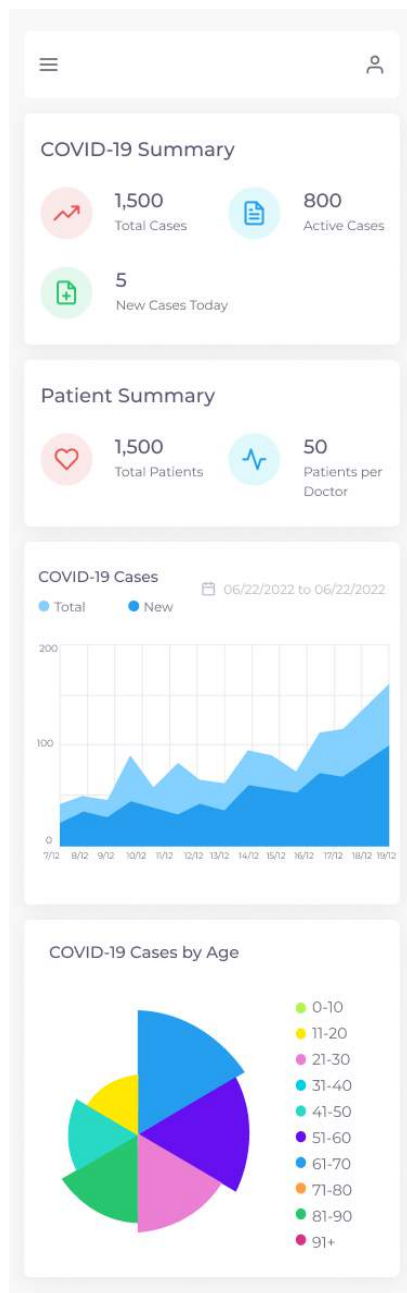 COVID-19 Summary
1,500
Total Cases
800
Active Cases
5
New Cases Today
Patient Summary
1,500
Total Patients
50
Patients per
Doctor
COVID-19 Cases
06/22/2022 to 06/22/2022
Total New
200
100
0
7/12 8/12 9/12 10/12 11/12 12/12 13/12 14/12 15/12 16/12 17/12 18/12 19/12
COVID-19 Cases by Age
0-10
11-20
21-30
31-40
41-50
51-60
61-70
71-80
81-90
91+